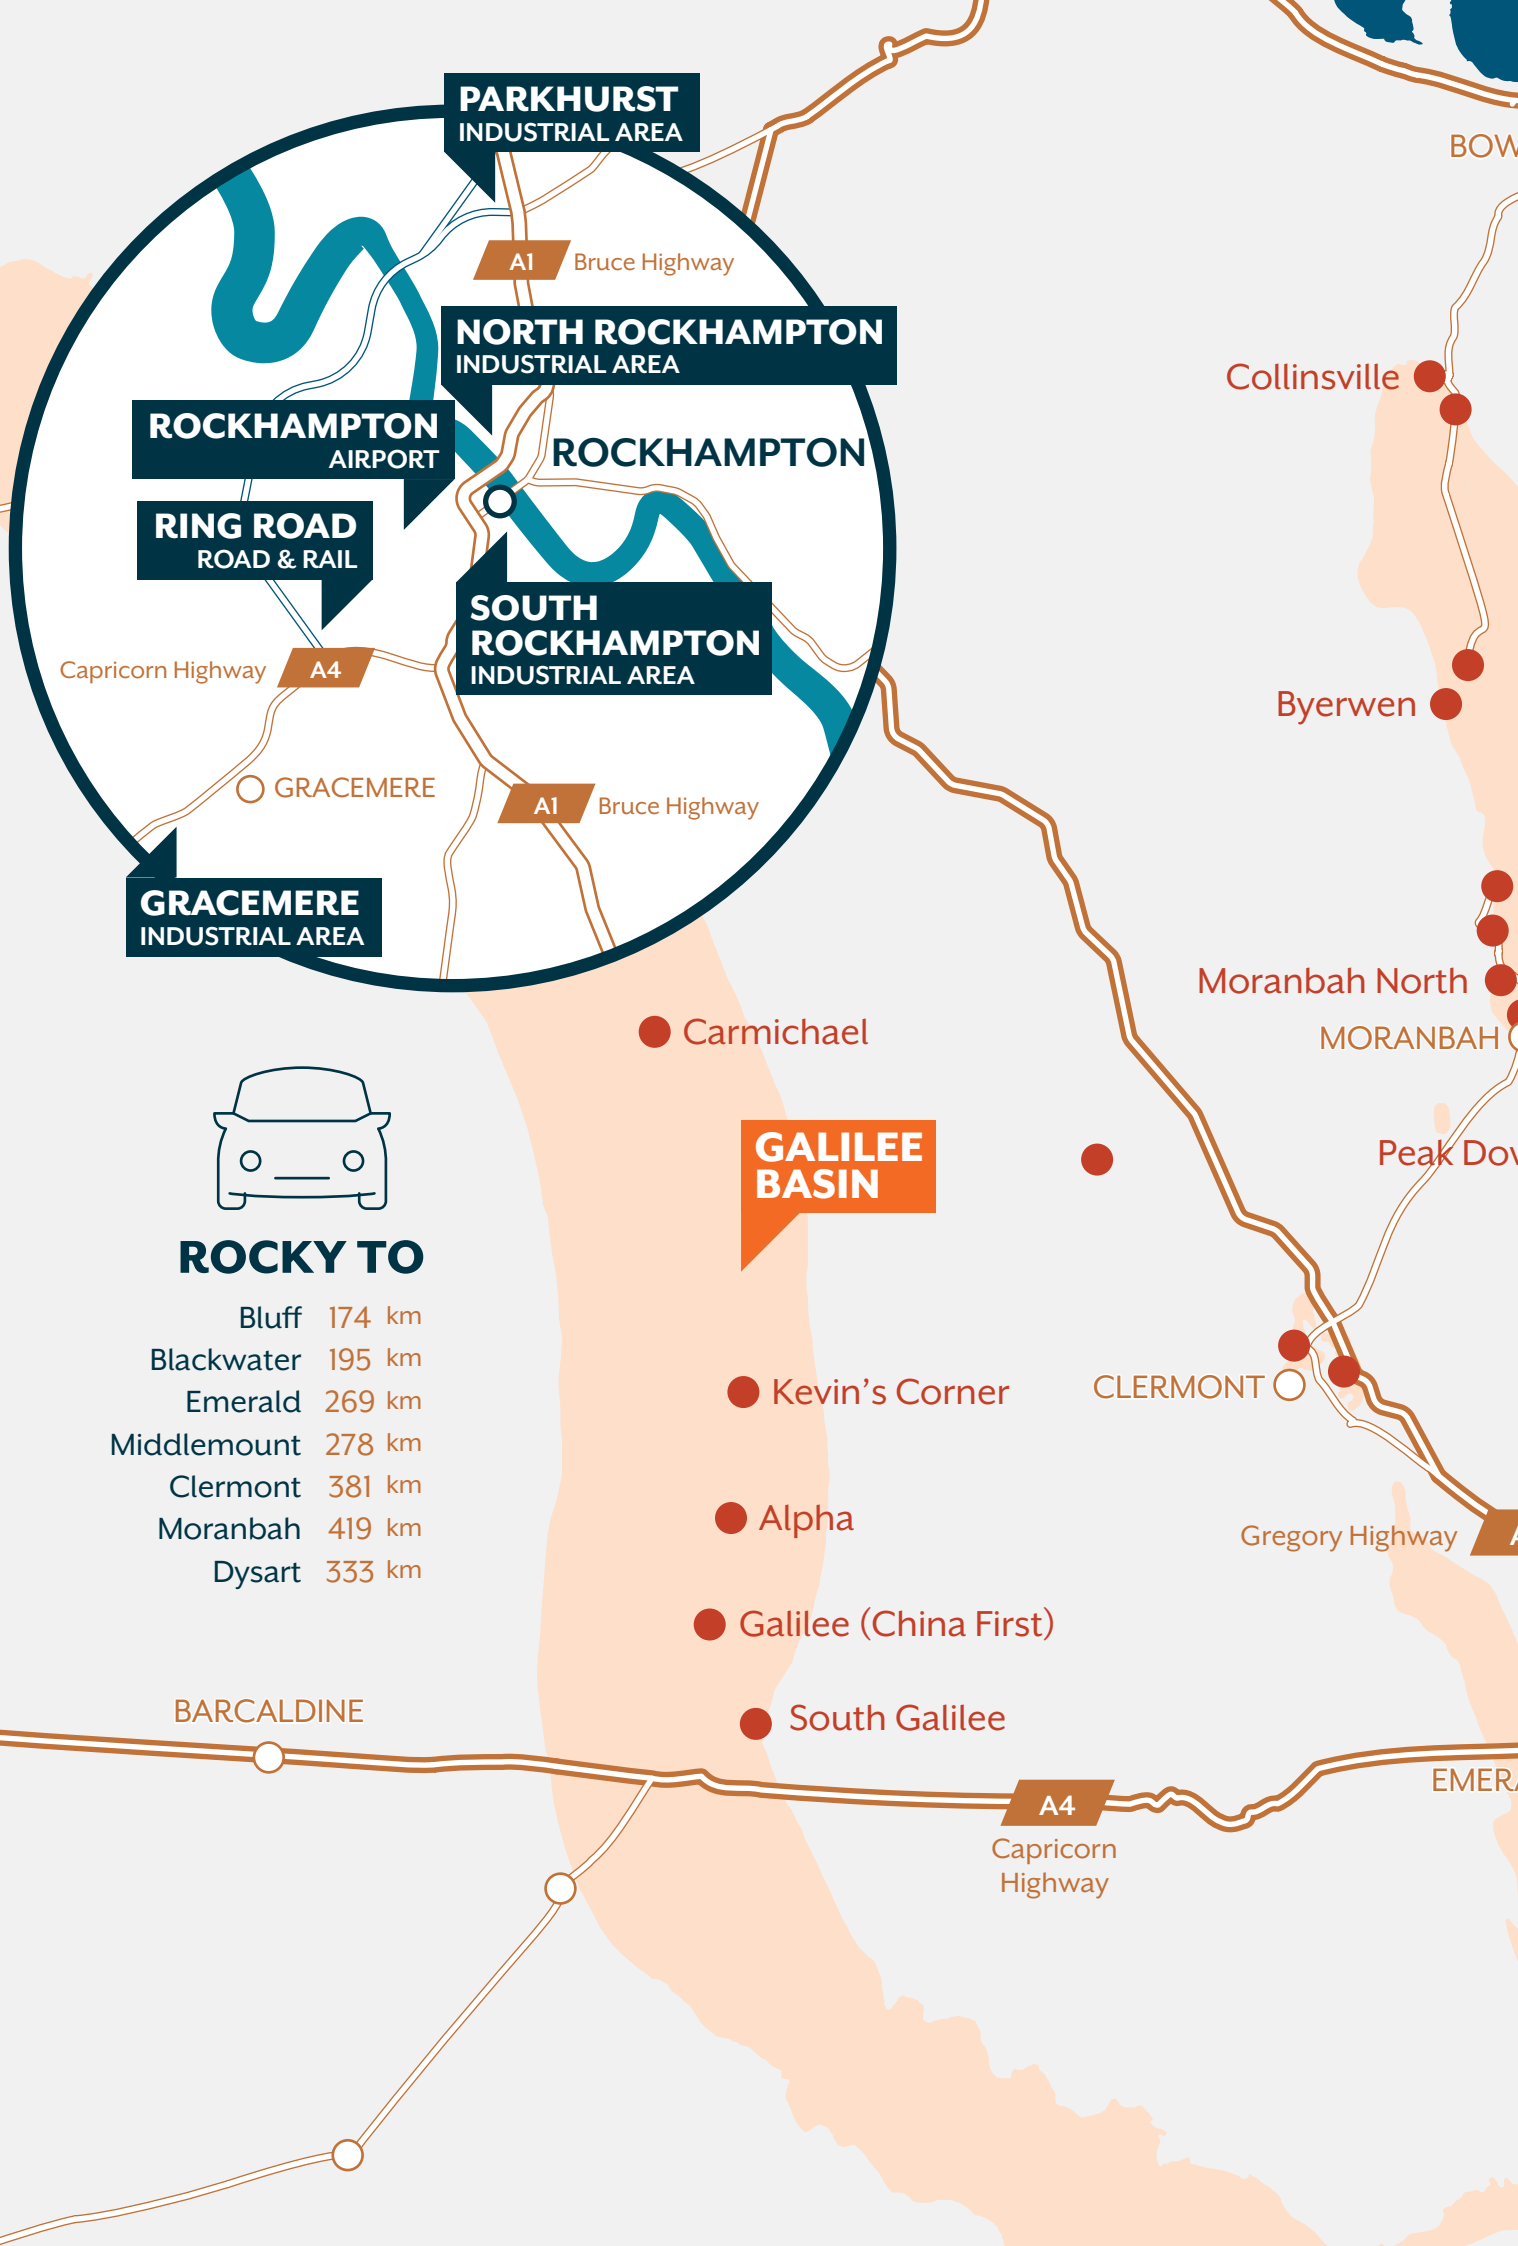 PARKHURST
INDUSTRIAL AREA
A1
Bruce Highway
NORTH ROCKHAMPTON
INDUSTRIAL AREA
ROCKHAMPTON
AIRPORT
ROCKHAMPTON
RING ROAD
ROAD & RAIL
SOUTH
ROCKHAMPTON
INDUSTRIAL AREA
Capricorn Highway
A4
GRACEMERE
A1
Bruce Highway
GRACEMERE
INDUSTRIAL AREA
BOW
Collinsville
Byerwen
Moranbah North
MORANBAH
Peak Dow
Carmichael
GALILEE
BASIN
Kevin's Corner
CLERMONT
Alpha
Gregory Highway
Galilee (China First)
South Galilee
ROCKY TO
Bluff 174 km
Blackwater 195 km
Emerald 269 km
Middlemount 278 km
Clermont 381 km
Moranbah 419 km
Dysart 333 km
BARCALDINE
EMERA
A4
Capricorn
Highway